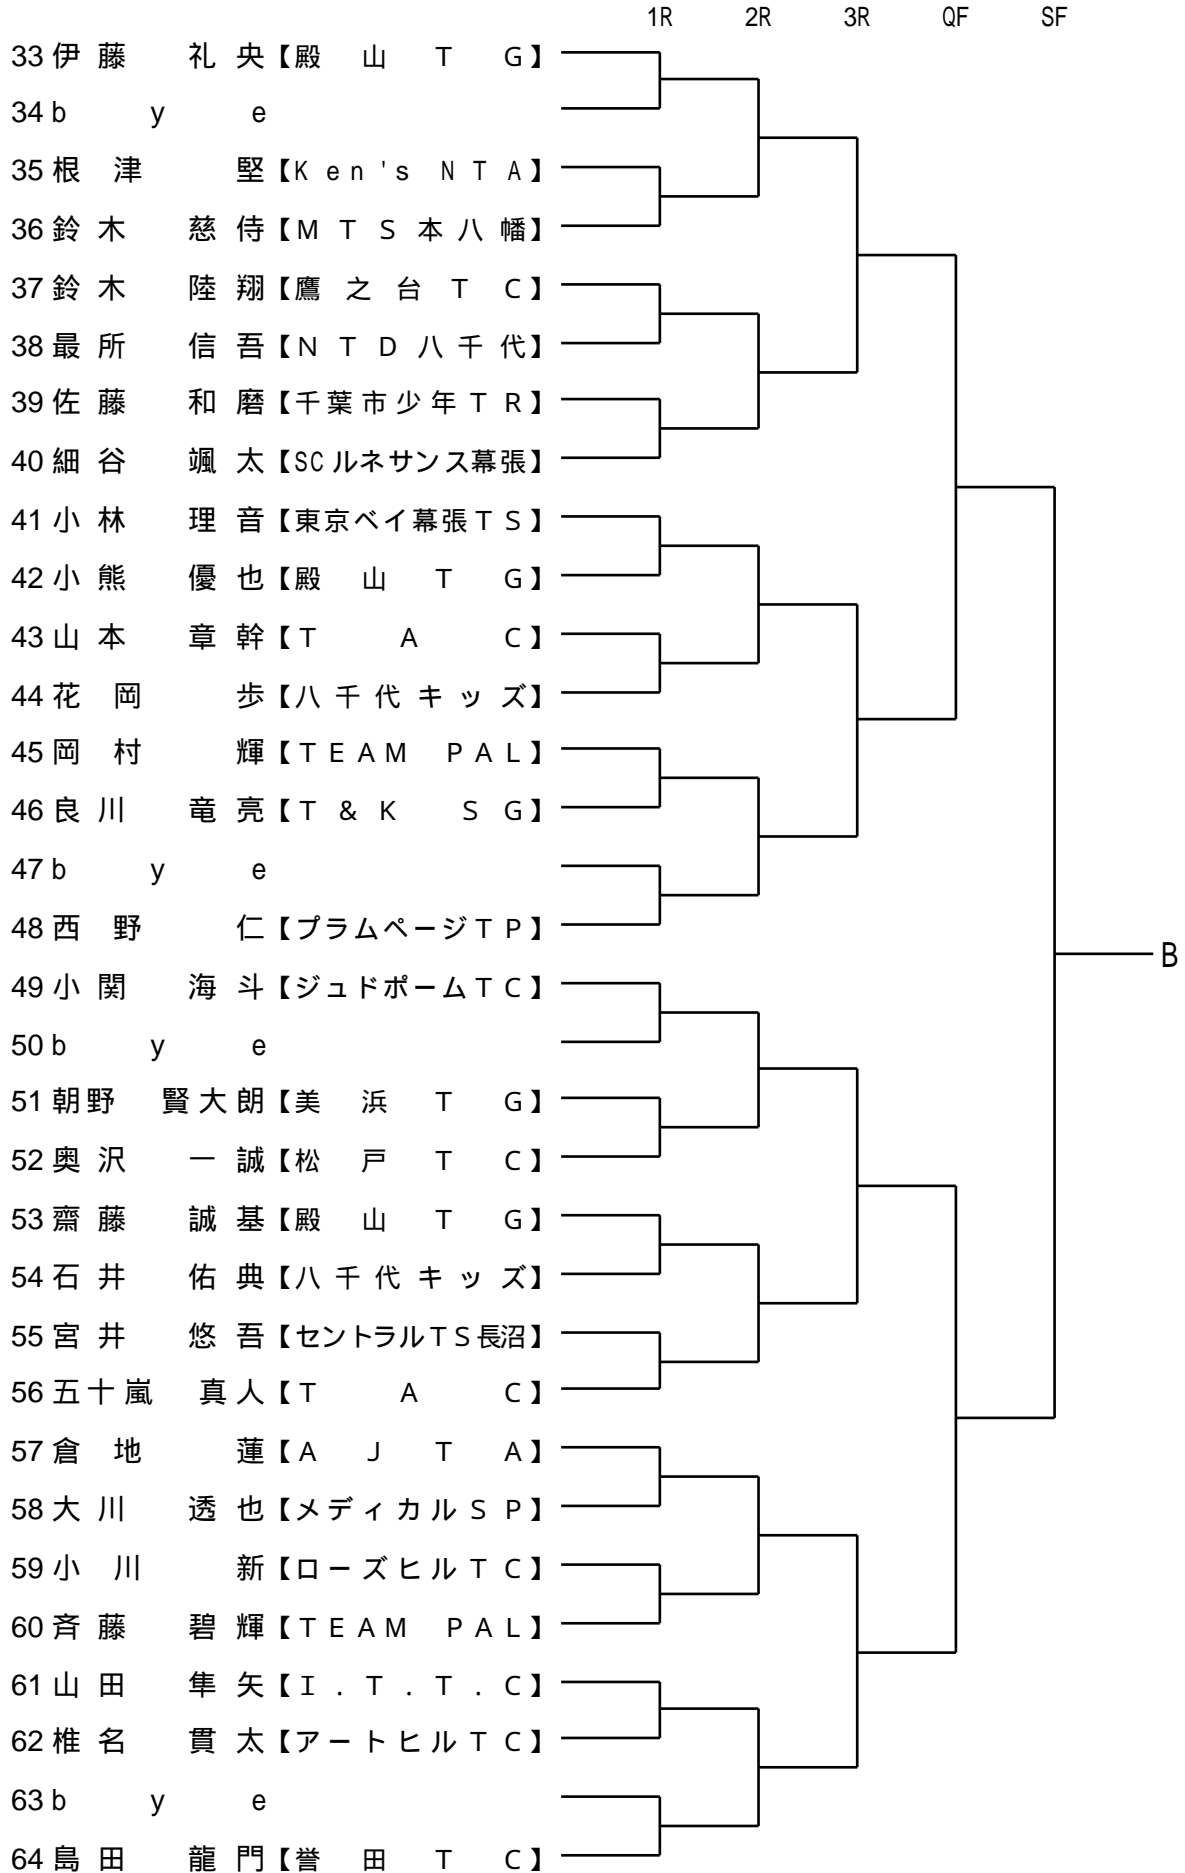 1R 2R 3R QF SF
33 伊藤 礼央【殿山TG】
34 bye
35 根津 堅【Ken's NTA】
36 鈴木 慈侍【MTS本八幡】
37 鈴木 陸翔【鷹之台TC】
38 最所 信吾【NTD八千代】
39 佐藤 和磨【千葉市少年TR】
40 細谷 颯太【SCルネサンス幕張】
41 小林 理音【東京ベイ幕張TS】
42 小熊 優也【殿山TG】
43 山本 章幹【TAC】
44 花岡 歩【八千代キッズ】
45 岡村 輝【TEAM PAL】
46 良川 竜亮【T&K SG】
47 bye
48 西野 仁【プラムページTP】
B
49 小関 海斗【ジュドポームTC】
50 bye
51 朝野 賢大朗【美浜TG】
52 奥沢 一誠【松戸TC】
53 齋藤 誠基【殿山TG】
54 石井 佑典【八千代キッズ】
55 宮井 悠吾【セントラルTS長沼】
56 五十嵐 真人【TAC】
57 倉地 蓮【AJTA】
58 大川 透也【メディカルSP】
59 小川 新【ローズヒルTC】
60 斉藤 碧輝【TEAM PAL】
61 山田 隼矢【I.T.T.C】
62 椎名 貫太【アートヒルTC】
63 bye
64 島田 龍門【誉田TC】